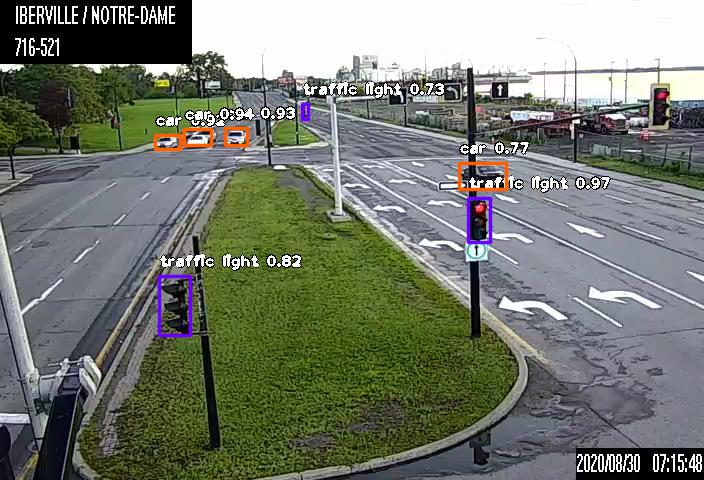 IBERVILLE / NOTRE-DAME
716-521
traffic light 0.73
car 0.94
0.93
car 0.77
traffic light 0.97
traffic light 0.82
2020/08/30 07:15:48